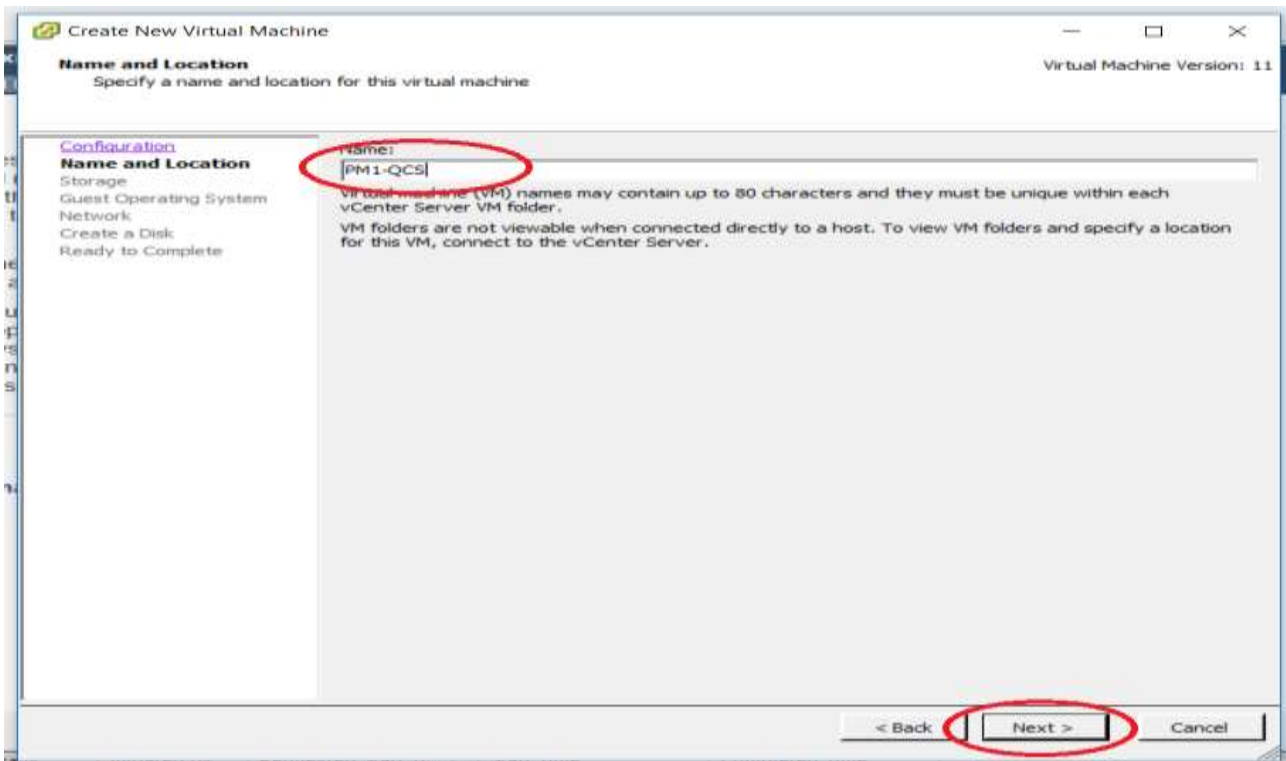 Create New Virtual Machine
Name and Location
Virtual Machine Version: 11
Specify a name and location for this virtual machine
Configuration
Name and Location
Storage
Guest Operating System
Network
Create a Disk
Ready to Complete
Name:
PM1-QCS
Virtual machine (VM) names may contain up to 80 characters and they must be unique within each
vCenter Server VM folder.
VM folders are not viewable when connected directly to a host. To view VM folders and specify a location
for this VM, connect to the vCenter Server.
< Back
Next >
Cancel